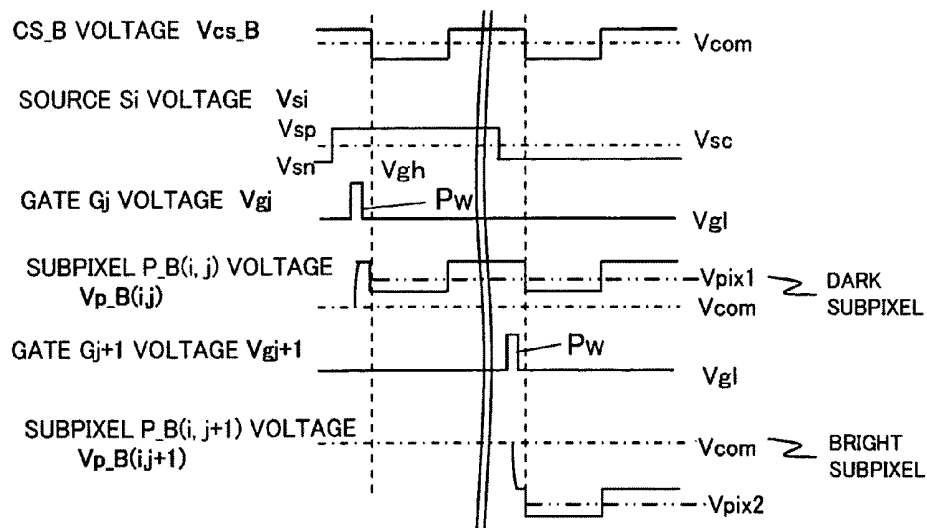 CS_B VOLTAGE Vcs_B
Vcom
SOURCE Si VOLTAGE Vsi
Vsp
Vsc
Vsn
Vgh
GATE Gj VOLTAGE Vgj
Pw
Vgl
SUBPIXEL P_B(i, j) VOLTAGE
Vp_B(i,j)
Vpix1
Vcom
DARK
SUBPIXEL
GATE Gj+1 VOLTAGE Vgj+1
Pw
Vgl
SUBPIXEL P_B(i, j+1) VOLTAGE
Vp_B(i,j+1)
Vcom
BRIGHT
SUBPIXEL
Vpix2